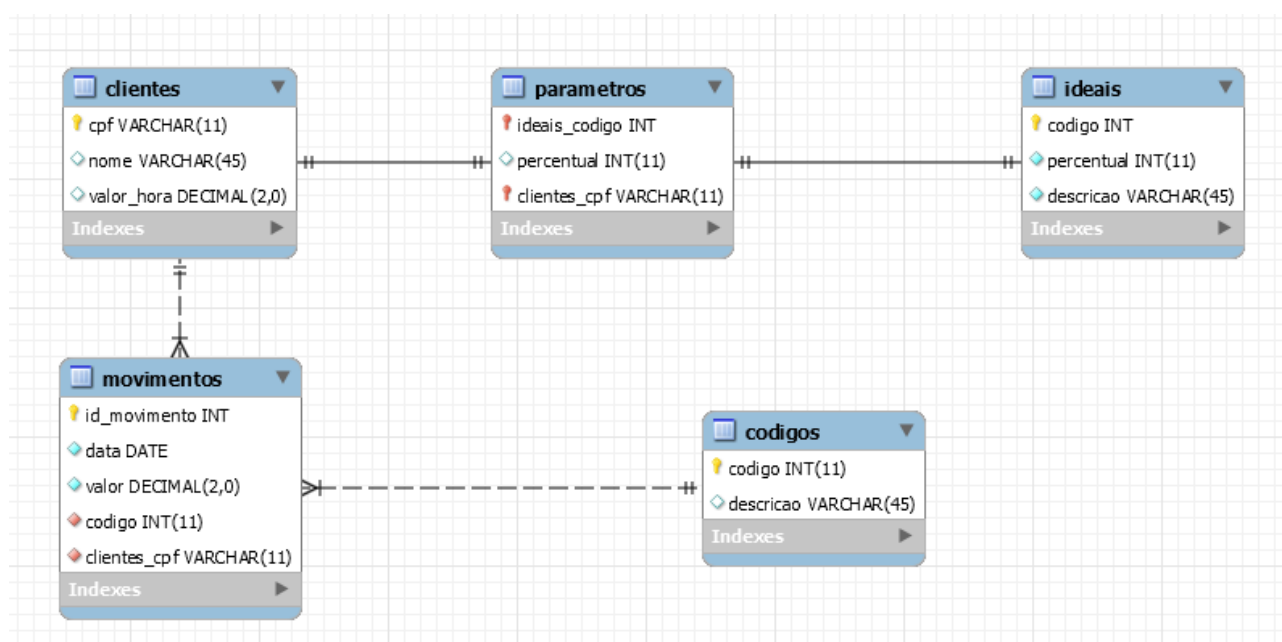 clientes
cpf VARCHAR(11)
nome VARCHAR(45)
valor_hora DECIMAL(2,0)
Indexes
parametros
ideais_codigo INT
percentual INT(11)
clientes_cpf VARCHAR(11)
Indexes
ideais
codigo INT
percentual INT(11)
descricao VARCHAR(45)
Indexes
movimentos
id_movimento INT
data DATE
valor DECIMAL(2,0)
codigo INT(11)
clientes_cpf VARCHAR(11)
Indexes
codigos
codigo INT(11)
descricao VARCHAR(45)
Indexes